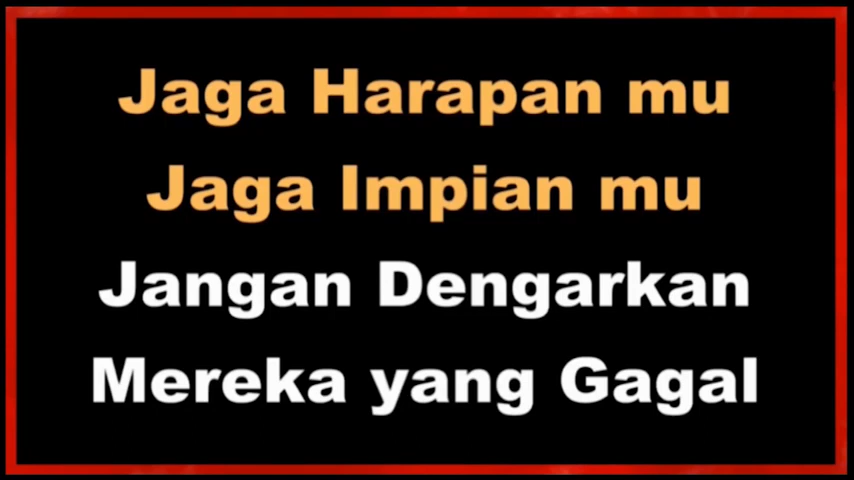 Jaga Harapan mu
Jaga Impian mu
Jangan Dengarkan
Mereka yang Gagal